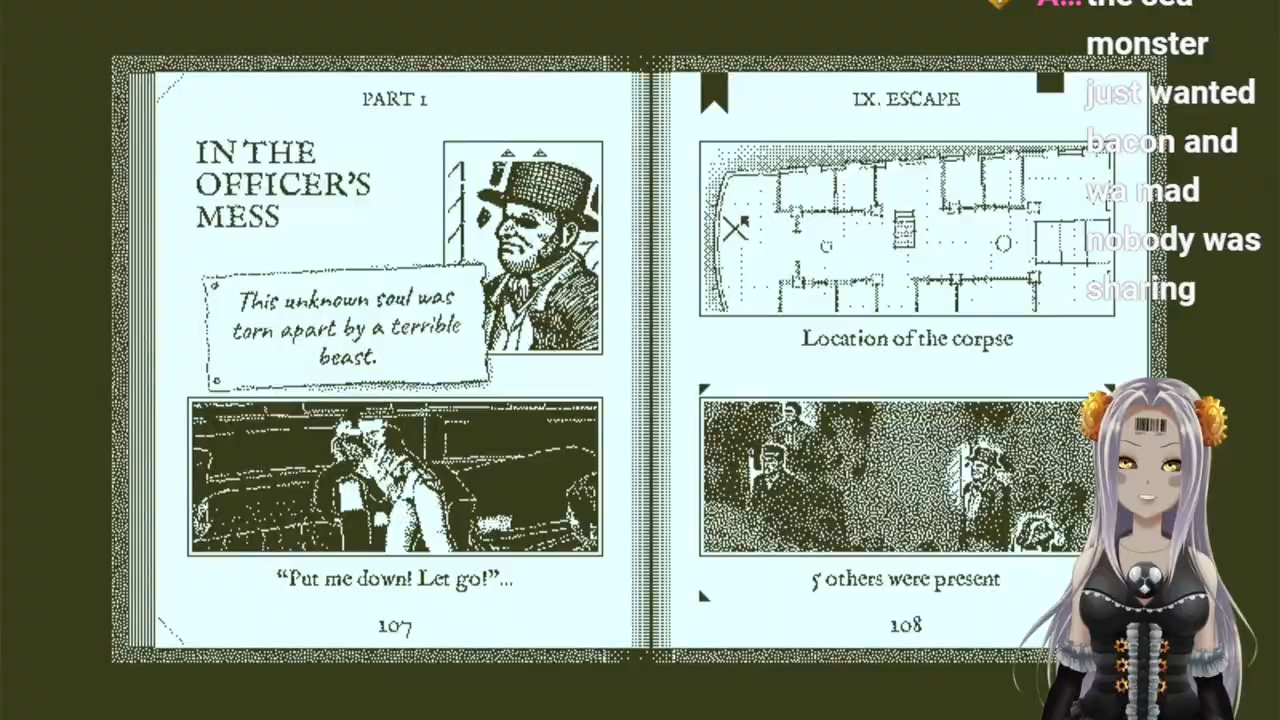 PART 1
IN THE
OFFICER'S
MESS
This unknown soul was
torn apart by a terrible
beast.
"Put me down! Let go!"...
107
IX. ESCAPE
Location of the corpse
5 others were present
108
A... the sea
monster
just wanted
bacon and
wa mad
nobody was
sharing